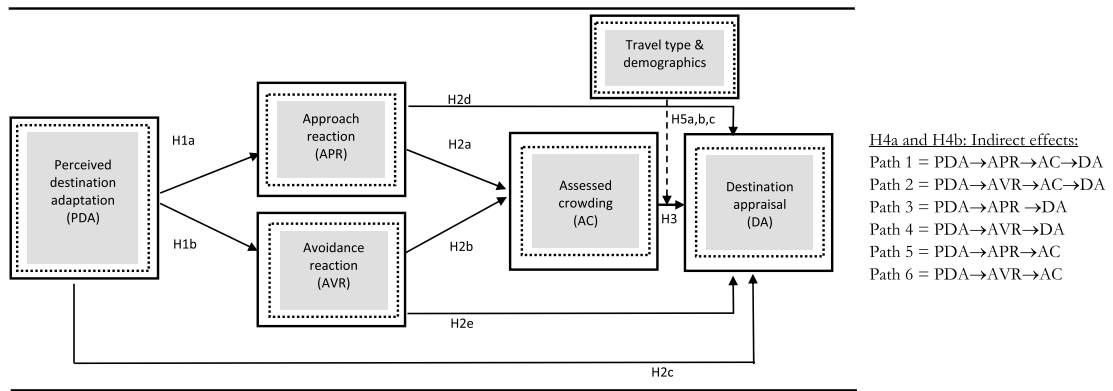 Travel type &
demographics
H2d
H5a,b,c
Approach
reaction
(APR)
H1a
H2a
Perceived
destination
adaptation
(PDA)
Assessed
crowding
(AC)
H3
Destination
appraisal
(DA)
H1b
Avoidance
reaction
(AVR)
H2b
H2e
H2c
H4a and H4b: Indirect effects:
Path 1 = PDA→APR→AC→DA
Path 2 = PDA→AVR→AC→DA
Path 3 = PDA→APR →DA
Path 4 = PDA→AVR→DA
Path 5 = PDA→APR→AC
Path 6 = PDA→AVR→AC